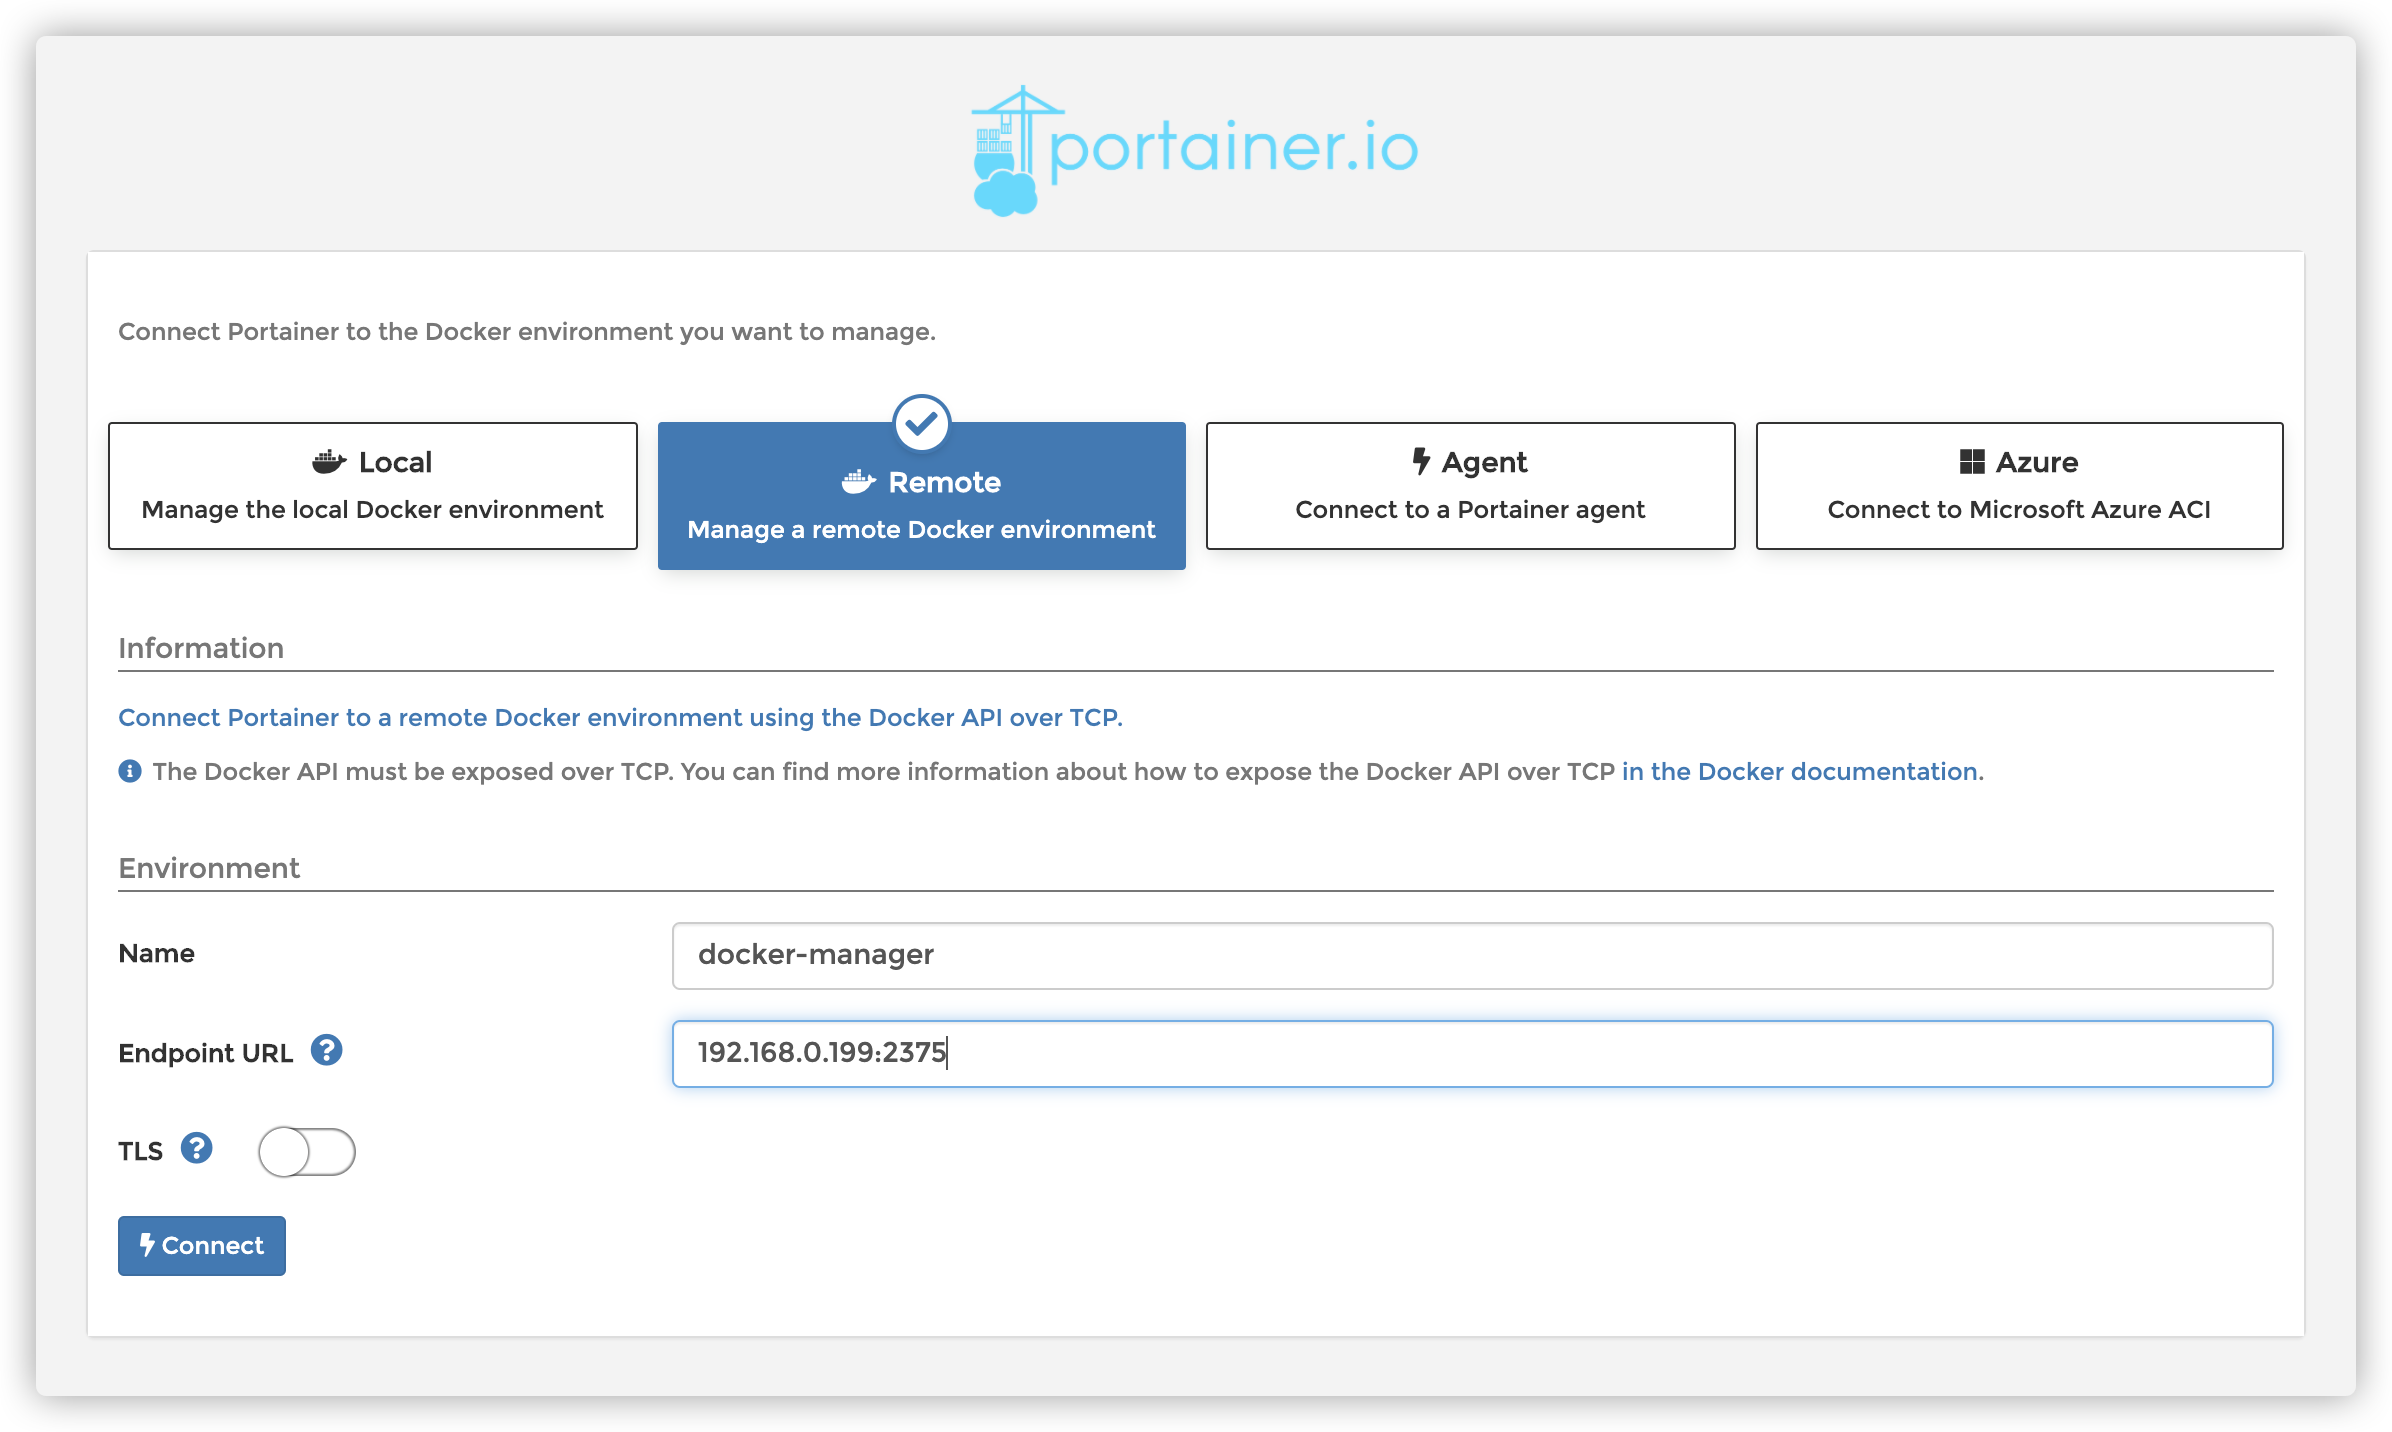 portainer.io
Connect Portainer to the Docker environment you want to manage.
Local
Manage the local Docker environment
Remote
Manage a remote Docker environment
Agent
Connect to a Portainer agent
Azure
Connect to Microsoft Azure ACI
Information
Connect Portainer to a remote Docker environment using the Docker API over TCP.
The Docker API must be exposed over TCP. You can find more information about how to expose the Docker API over TCP in the Docker documentation.
Environment
Name
docker-manager
Endpoint URL
192.168.0.199:2375
TLS
Connect